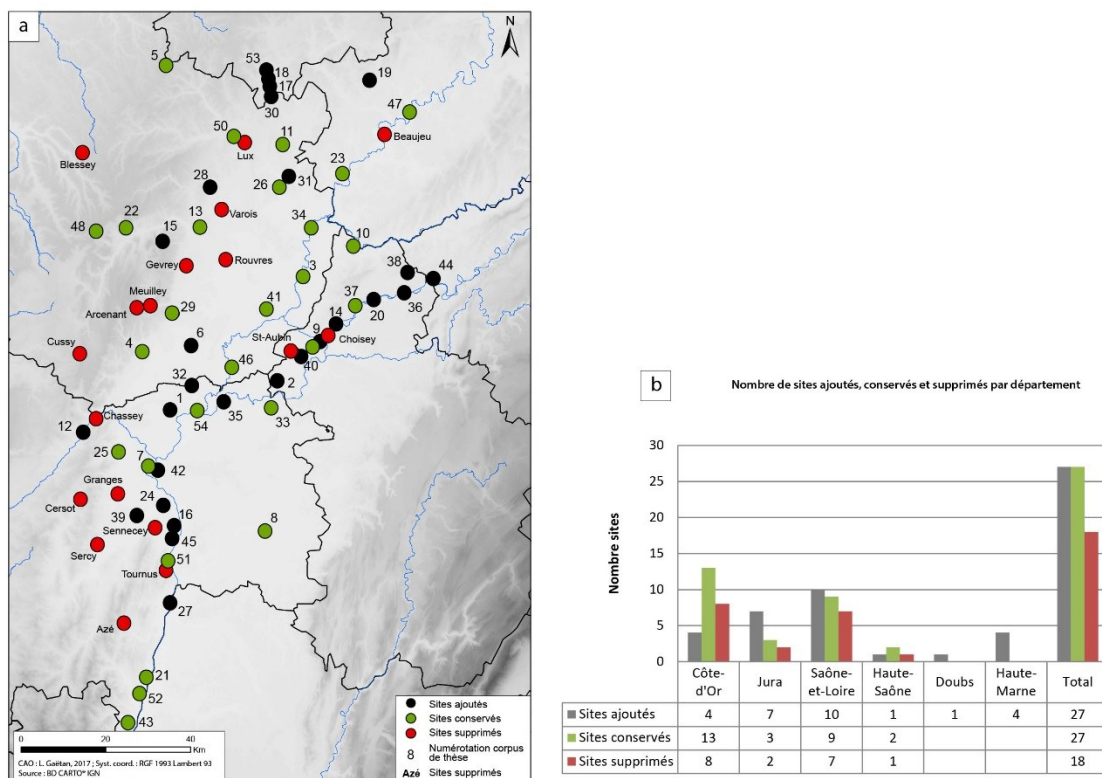 a
N
5
53
18
17
30
19
47
Beaujeu
50
Lux
11
Blessey
28
26
31
23
Varois
48
22
15
13
34
10
Gevrey
Rouvres
3
38
44
Meuilley
Arcenant
29
41
37
20
36
14
9
Choisey
St-Aubin
Cussy
4
6
46
40
32
2
1
54
35
33
Chassey
12
25
7
42
Granges
Cersot
24
39
16
Sennecey
8
45
Sercy
51
Tournus
27
Azé
21
52
43
0 20 40
Km
CAO : L. Gaëtan, 2017 ; Syst. coord. : RGF 1993 Lambert 93
Source : BD CARTO® IGN
Sites ajoutés
Sites conservés
Sites supprimés
8 Numérotation corpus
de thèse
Azé Sites supprimés
b
Nombre de sites ajoutés, conservés et supprimés par département
Nombre sites
30
25
20
15
10
5
0
Côte-d'Or Jura Saône-et-Loire Haute-Saône Doubs Haute-Marne Total
Sites ajoutés 4 7 10 1 1 4 27
Sites conservés 13 3 9 2 27
Sites supprimés 8 2 7 1 18